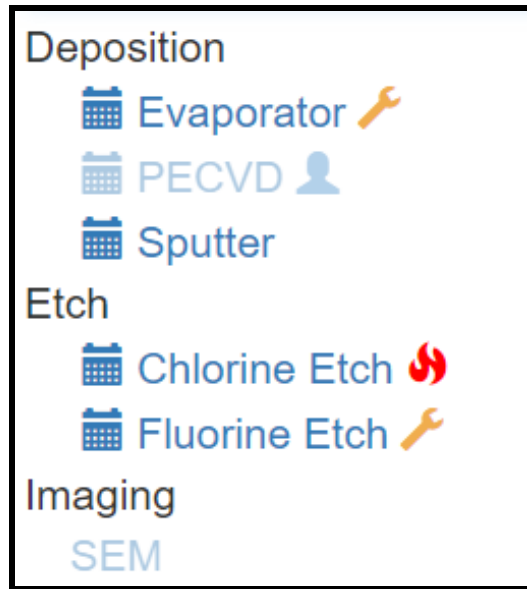 Deposition
Evaporator
PECVD
Sputter
Etch
Chlorine Etch
Fluorine Etch
Imaging
SEM